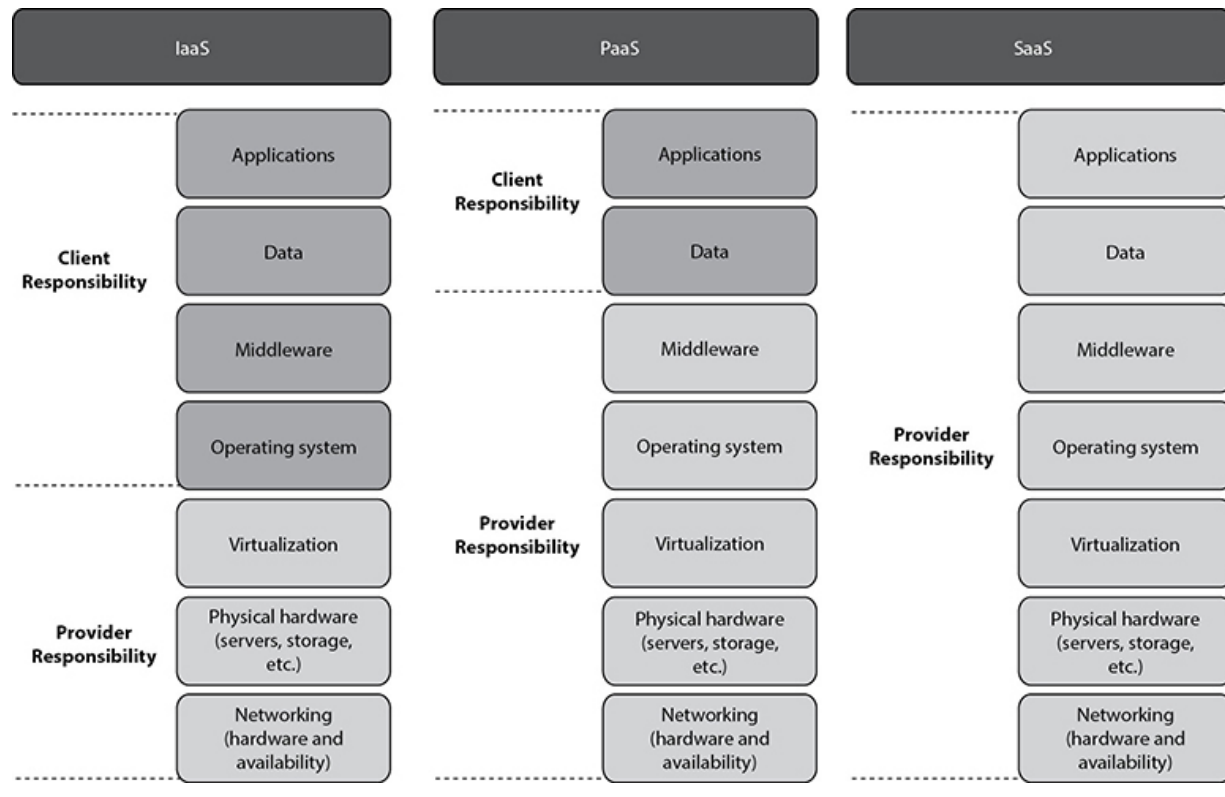 IaaS
Client
Responsibility
Applications
Data
Middleware
Operating system
Provider
Responsibility
Virtualization
Physical hardware
(servers, storage,
etc.)
Networking
(hardware and
availability)
PaaS
Client
Responsibility
Applications
Data
Provider
Responsibility
Middleware
Operating system
Virtualization
Physical hardware
(servers, storage,
etc.)
Networking
(hardware and
availability)
SaaS
Provider
Responsibility
Applications
Data
Middleware
Operating system
Virtualization
Physical hardware
(servers, storage,
etc.)
Networking
(hardware and
availability)